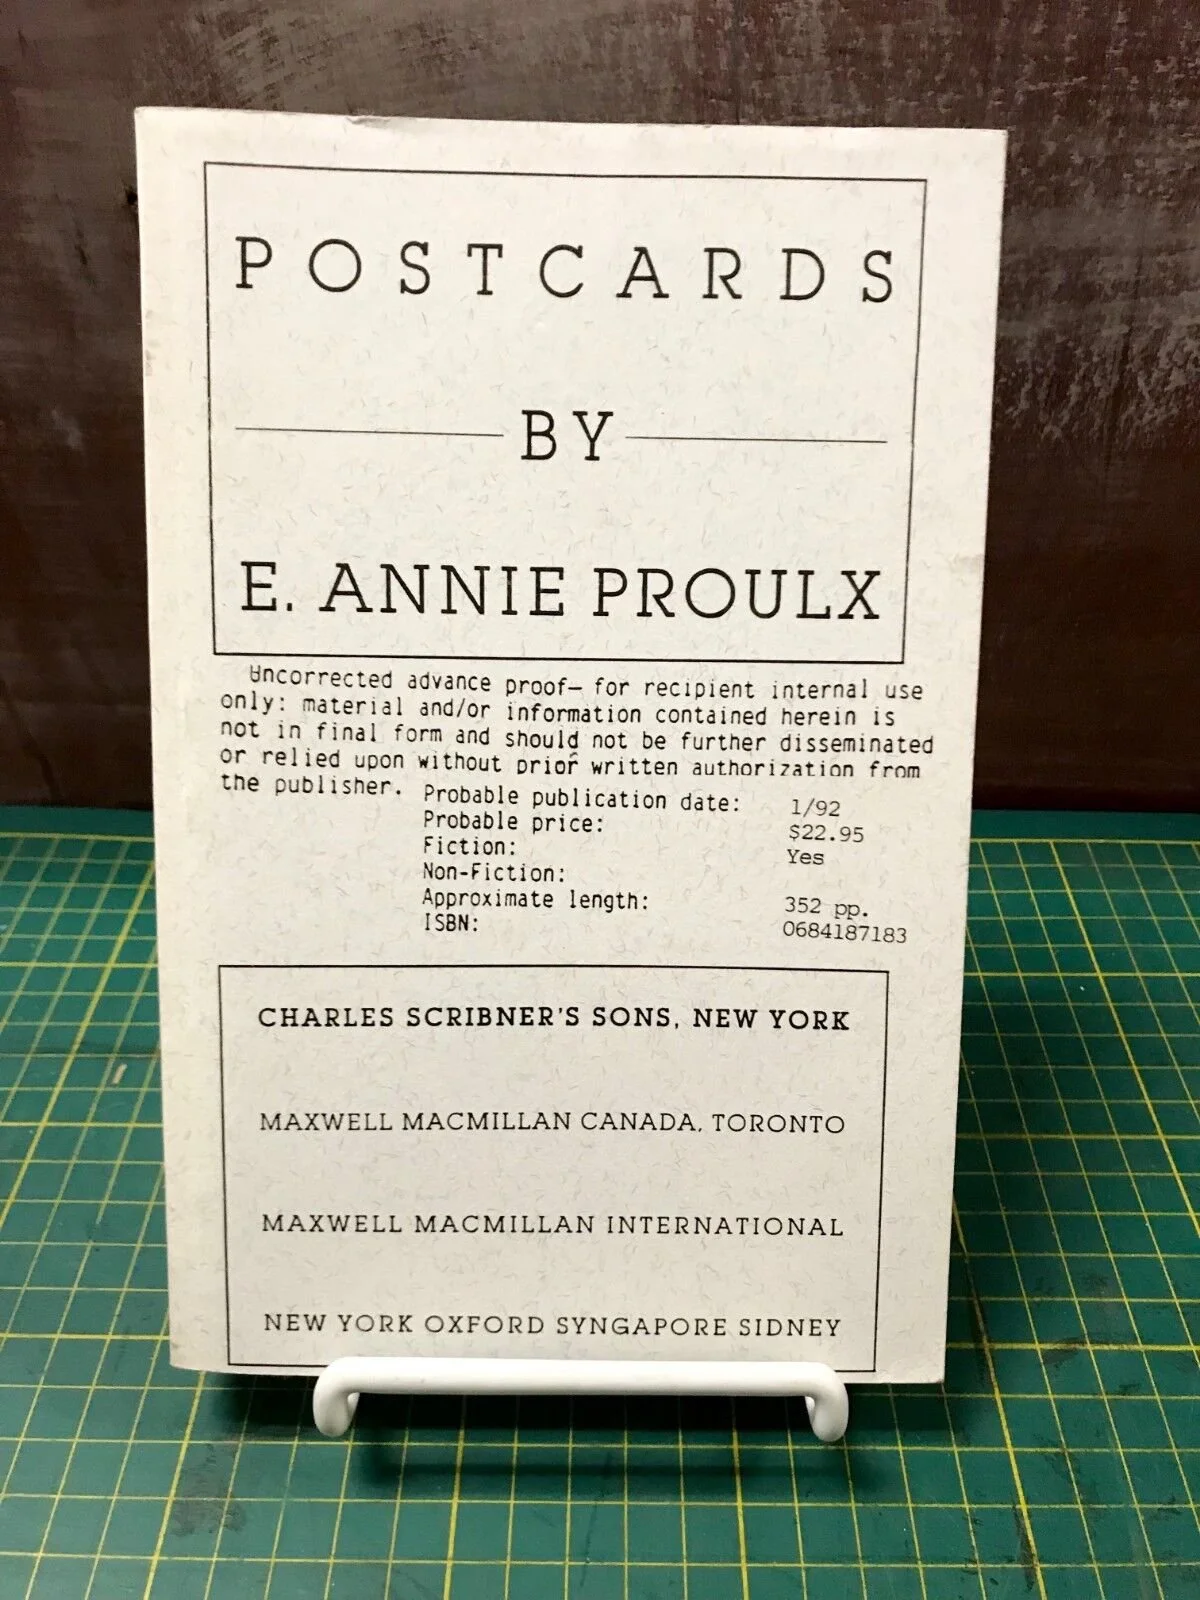 POSTCARDS
BY
E. ANNIE PROULX
Uncorrected advance proof— for recipient internal use
only: material and/or information contained herein is
not in final form and should not be further disseminated
or relied upon without prior written authorization from
the publisher.
Probable publication date: 1/92
Probable price: $22.95
Fiction: Yes
Non-Fiction:
Approximate length: 352 pp.
ISBN: 0684187183
CHARLES SCRIBNER'S SONS, NEW YORK
MAXWELL MACMILLAN CANADA, TORONTO
MAXWELL MACMILLAN INTERNATIONAL
NEW YORK OXFORD SYNGAPORE SIDNEY